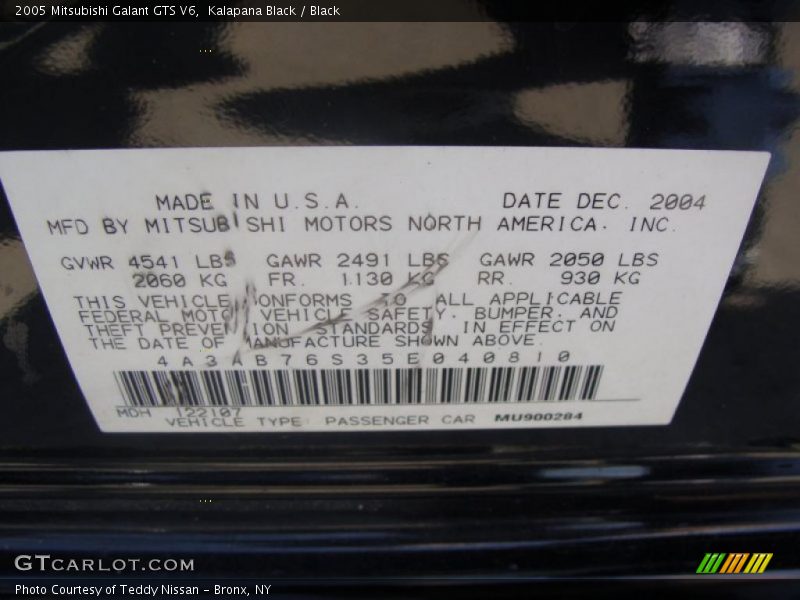 2005 Mitsubishi Galant GTS V6, Kalapana Black / Black
MADE IN U.S.A. DATE DEC. 2004
MFD BY MITSUBISHI MOTORS NORTH AMERICA. INC.
GVWR 4541 LBS GAWR 2491 LBS GAWR 2050 LBS
2060 KG FR. 1130 KG RR. 930 KG
THIS VEHICLE CONFORMS TO ALL APPLICABLE
FEDERAL MOTOR VEHICLE SAFETY. BUMPER. AND
THEFT PREVENTION STANDARDS IN EFFECT ON
THE DATE OF MANUFACTURE SHOWN ABOVE.
4A3AB76S35E040810
MDH 122107
VEHICLE TYPE: PASSENGER CAR MU900284
GTCARLOT.COM
Photo Courtesy of Teddy Nissan - Bronx, NY